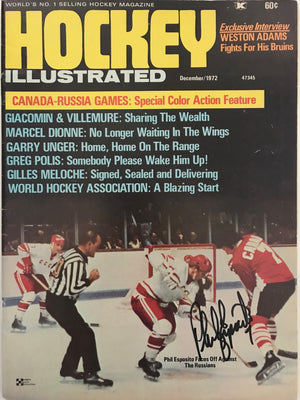 WORLD'S NO. 1 SELLING HOCKEY MAGAZINE
60¢
HOCKEY
ILLUSTRATED
Exclusive Interview
WESTON ADAMS
Fights For His Bruins
December/1972
47345
CANADA-RUSSIA GAMES: Special Color Action Feature
GIACOMIN & VILLEMURE: Sharing The Wealth
MARCEL DIONNE: No Longer Waiting In The Wings
GARRY UNGER: Home, Home On The Range
GREG POLIS: Somebody Please Wake Him Up!
GILLES MELOCHE: Signed, Sealed and Delivering
WORLD HOCKEY ASSOCIATION: A Blazing Start
Phil Esposito
Phil Esposito Faces Off Against
The Russians